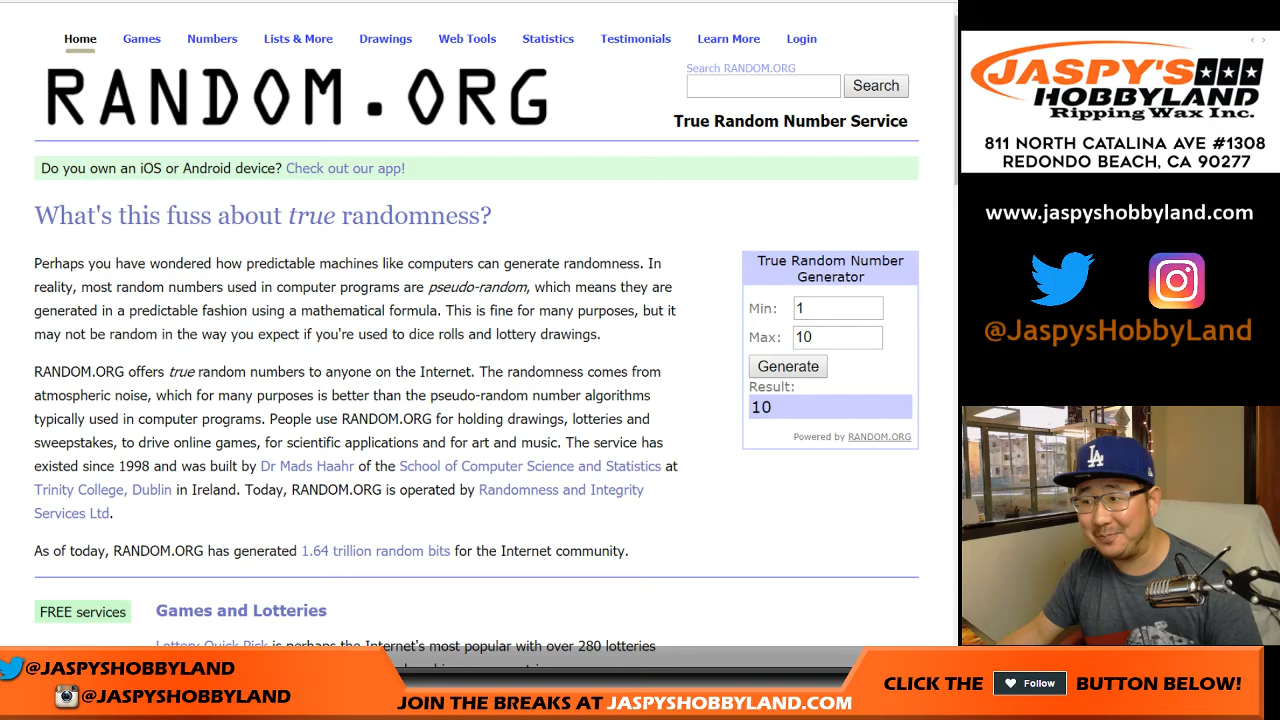 Home Games Numbers Lists & More Drawings Web Tools Statistics Testimonials Learn More Login
RANDOM.ORG
Search RANDOM.ORG
Search
True Random Number Service
Do you own an iOS or Android device? Check out our app!
What's this fuss about true randomness?
Perhaps you have wondered how predictable machines like computers can generate randomness. In
reality, most random numbers used in computer programs are pseudo-random, which means they are
generated in a predictable fashion using a mathematical formula. This is fine for many purposes, but it
may not be random in the way you expect if you're used to dice rolls and lottery drawings.
RANDOM.ORG offers true random numbers to anyone on the Internet. The randomness comes from
atmospheric noise, which for many purposes is better than the pseudo-random number algorithms
typically used in computer programs. People use RANDOM.ORG for holding drawings, lotteries and
sweepstakes, to drive online games, for scientific applications and for art and music. The service has
existed since 1998 and was built by Dr Mads Haahr of the School of Computer Science and Statistics at
Trinity College, Dublin in Ireland. Today, RANDOM.ORG is operated by Randomness and Integrity
Services Ltd.
As of today, RANDOM.ORG has generated 1.64 trillion random bits for the Internet community.
True Random Number
Generator
Min: 1
Max: 10
Generate
Result:
10
Powered by RANDOM.ORG
FREE services
Games and Lotteries
Lottery Quick Pick is perhaps the Internet's most popular with over 280 lotteries
JASPY'S
HOBBYLAND
Ripping Wax Inc.
811 NORTH CATALINA AVE #1308
REDONDO BEACH, CA 90277
www.jaspyshobbyland.com
@JaspysHobbyLand
LA
@JASPYSHOBBYLAND
@JASPYSHOBBYLAND
JOIN THE BREAKS AT JASPYSHOBBYLAND.COM
CLICK THE Follow BUTTON BELOW!